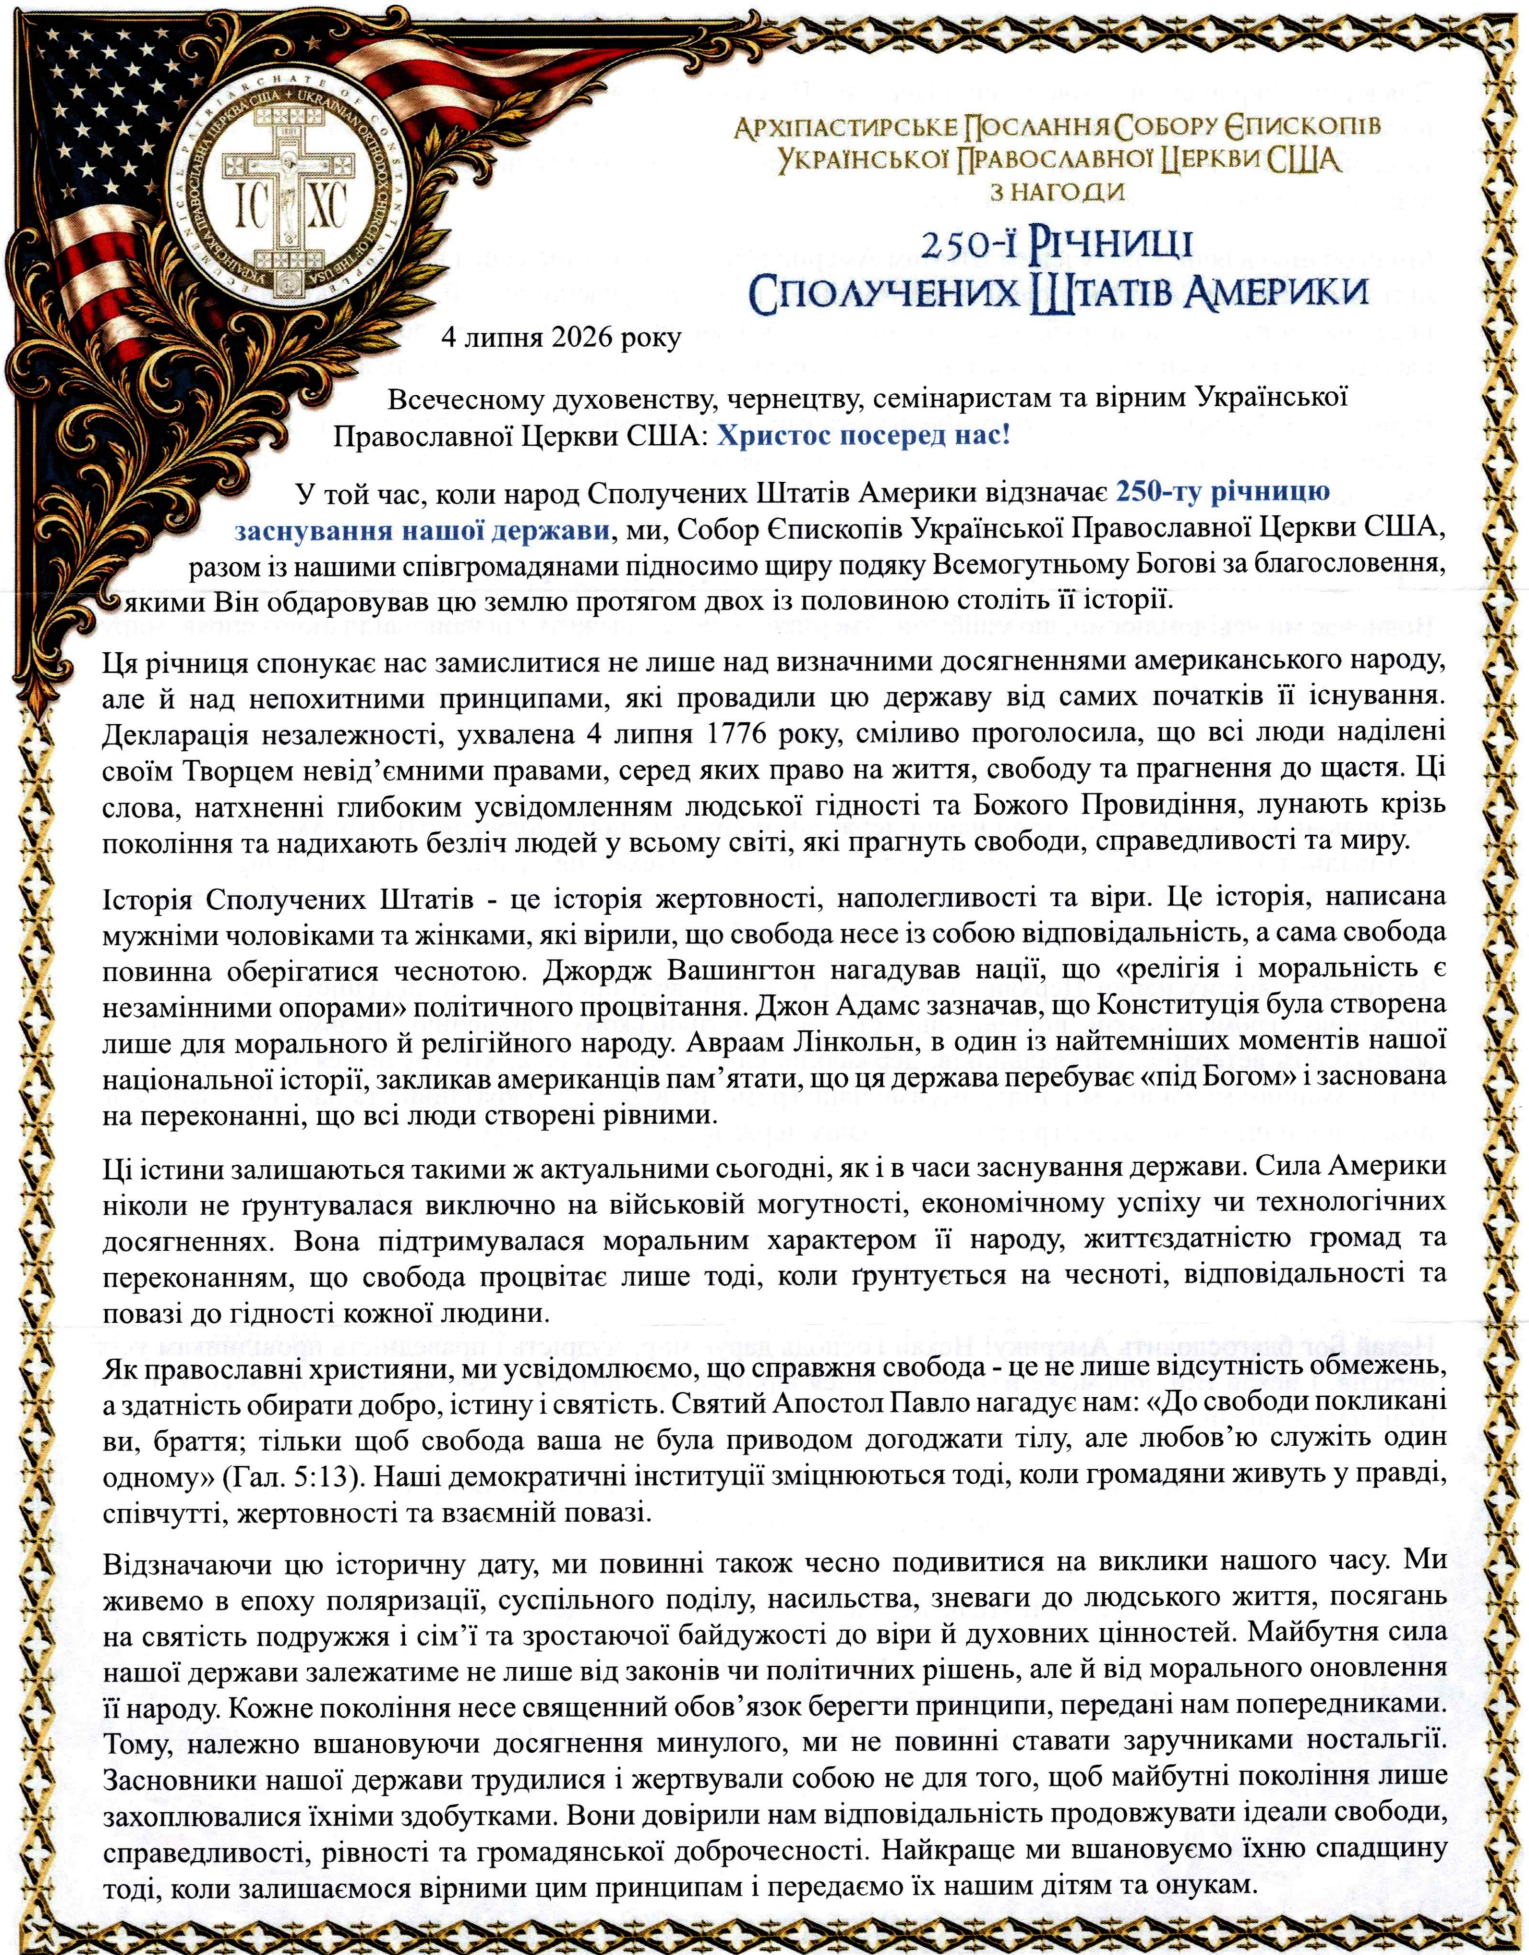 ECUMENICAL PATRIARCHATE OF CONSTANTINOPLE
УКРАЇНСЬКА ПРАВОСЛАВНА ЦЕРКВА США + UKRAINIAN ORTHODOX CHURCH OF THE USA
ІС ХС
Архіпастирське Послання Собору Єпископів
Української Православної Церкви США
з нагоди
250-ї Річниці
Сполучених Штатів Америки
4 липня 2026 року
Всечесному духовенству, чернецтву, семінаристам та вірним Української
Православної Церкви США: Христос посеред нас!
У той час, коли народ Сполучених Штатів Америки відзначає 250-ту річницю
заснування нашої держави, ми, Собор Єпископів Української Православної Церкви США,
разом із нашими співгромадянами підносимо щиру подяку Всемогутньому Богові за благословення,
якими Він обдаровував цю землю протягом двох із половиною століть її історії.
Ця річниця спонукає нас замислитися не лише над визначними досягненнями американського народу,
але й над непохитними принципами, які провадили цю державу від самих початків її існування.
Декларація незалежності, ухвалена 4 липня 1776 року, сміливо проголосила, що всі люди наділені
своїм Творцем невід’ємними правами, серед яких право на життя, свободу та прагнення до щастя. Ці
слова, натхненні глибоким усвідомленням людської гідності та Божого Провидіння, лунають крізь
покоління та надихають безліч людей у всьому світі, які прагнуть свободи, справедливості та миру.
Історія Сполучених Штатів - це історія жертовності, наполегливості та віри. Це історія, написана
мужніми чоловіками та жінками, які вірили, що свобода несе із собою відповідальність, а сама свобода
повинна оберігатися чеснотою. Джордж Вашингтон нагадував нації, що «релігія і моральність є
незамінними опорами» політичного процвітання. Джон Адамс зазначав, що Конституція була створена
лише для морального й релігійного народу. Авраам Лінкольн, в один із найтемніших моментів нашої
національної історії, закликав американців пам’ятати, що ця держава перебуває «під Богом» і заснована
на переконанні, що всі люди створені рівними.
Ці істини залишаються такими ж актуальними сьогодні, як і в часи заснування держави. Сила Америки
ніколи не ґрунтувалася виключно на військовій могутності, економічному успіху чи технологічних
досягненнях. Вона підтримувалася моральним характером її народу, життєздатністю громад та
переконанням, що свобода процвітає лише тоді, коли ґрунтується на чесноті, відповідальності та
повазі до гідності кожної людини.
Як православні християни, ми усвідомлюємо, що справжня свобода - це не лише відсутність обмежень,
а здатність обирати добро, істину і святість. Святий Апостол Павло нагадує нам: «До свободи покликані
ви, браття; тільки щоб свобода ваша не була приводом догоджати тілу, але любов’ю служіть один
одному» (Гал. 5:13). Наші демократичні інституції зміцнюються тоді, коли громадяни живуть у правді,
співчутті, жертовності та взаємній повазі.
Відзначаючи цю історичну дату, ми повинні також чесно подивитися на виклики нашого часу. Ми
живемо в епоху поляризації, суспільного поділу, насильства, зневаги до людського життя, посягань
на святість подружжя і сім’ї та зростаючої байдужості до віри й духовних цінностей. Майбутня сила
нашої держави залежатиме не лише від законів чи політичних рішень, але й від морального оновлення
її народу. Кожне покоління несе священний обов’язок берегти принципи, передані нам попередниками.
Тому, належно вшановуючи досягнення минулого, ми не повинні ставати заручниками ностальгії.
Засновники нашої держави трудилися і жертвували собою не для того, щоб майбутні покоління лише
захоплювалися їхніми здобутками. Вони довірили нам відповідальність продовжувати ідеали свободи,
справедливості, рівності та громадянської доброчесності. Найкраще ми вшановуємо їхню спадщину
тоді, коли залишаємося вірними цим принципам і передаємо їх нашим дітям та онукам.